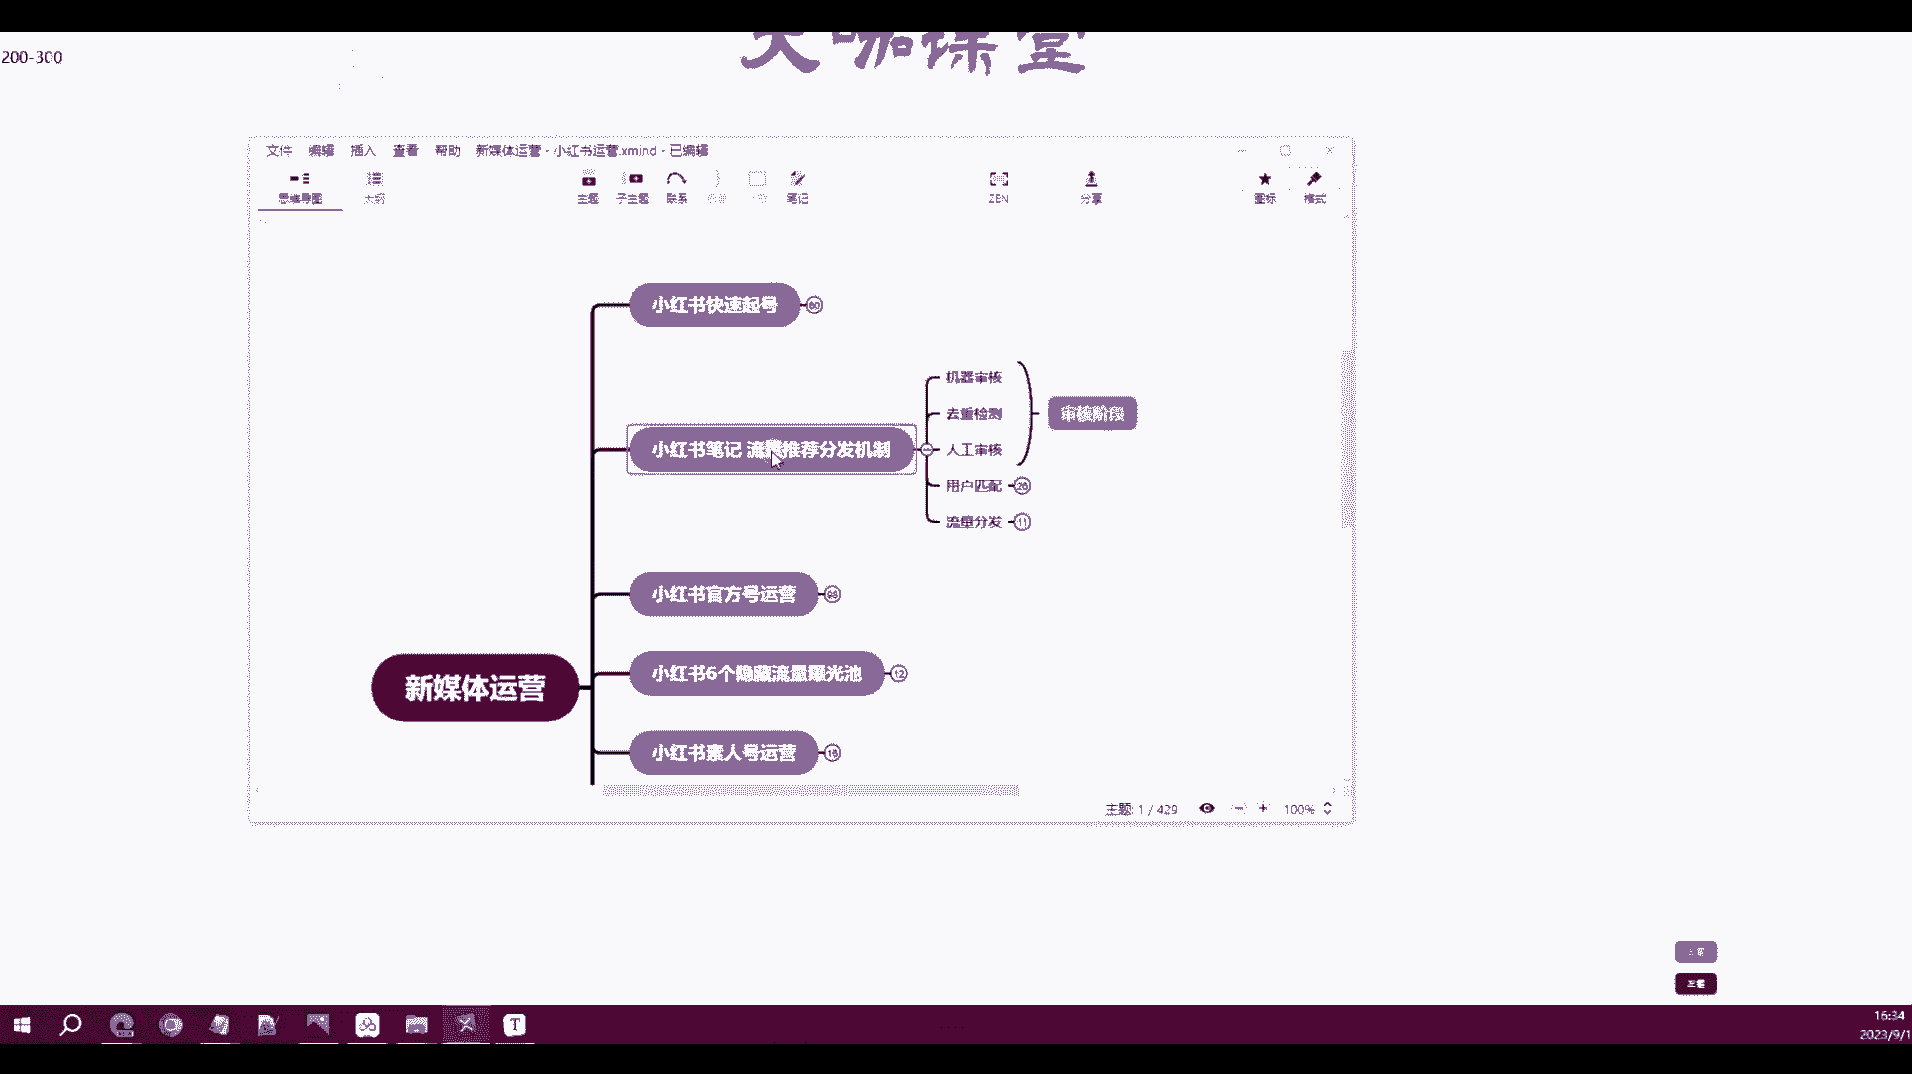 大咖课堂
200-300
文件 编辑 插入 查看 帮助 新媒体运营 - 小红书运营.xmind - 已编辑
思维导图 大纲 主题 子主题 联系 笔记 ZEN 分享 图标 格式
小红书快速起号
机器审核
去重检测
审核阶段
小红书笔记 流量推荐分发机制
人工审核
用户匹配
流量分发 11
小红书官方号运营
小红书6个隐藏流量曝光池 12
新媒体运营
小红书素人号运营 16
主题: 1 / 429 100%
T
16:34
2023/9/1